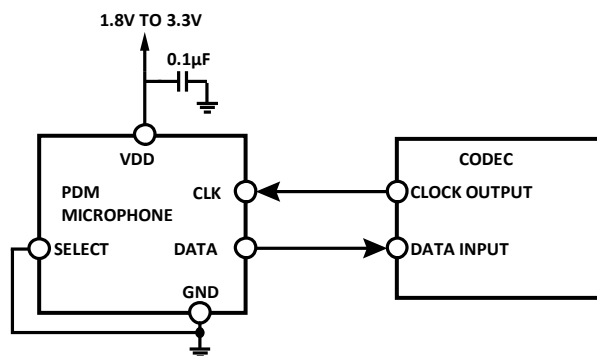 1.8V TO 3.3V
0.1µF
VDD
CODEC
PDM
MICROPHONE
CLK
CLOCK OUTPUT
SELECT
DATA
DATA INPUT
GND